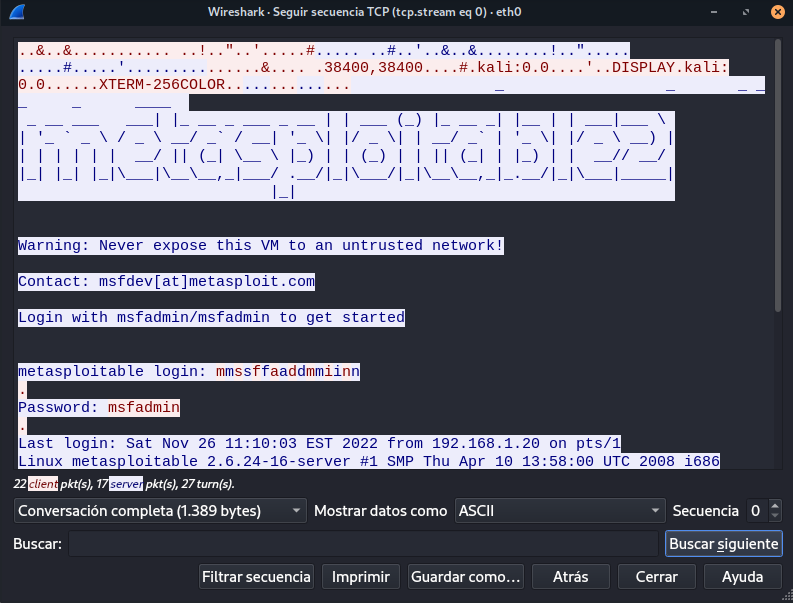 Wireshark · Seguir secuencia TCP (tcp.stream eq 0) · eth0
..&..&........... ..!.."..'.....#..... ..#..'..&..&........!..".....
.....#.....'.............….....&.... .38400,38400....#.kali:0.0....'..DISPLAY.kali:
0.0......XTERM-256COLOR..............                _                  _       _ _
_     _      ____
 _ __ ___   ___| |_ __ _ ___ _ __ | | ___ (_) |_ __ _| |__ | | ___|___ \
| '_ ` _ \ / _ \ __/ _` / __| '_ \| |/ _ \| | __/ _` | '_ \| |/ _ \ __) |
| | | | | |  __/ || (_| \__ \ |_) | | (_) | | || (_| | |_) | |  __// __/
|_| |_| |_|\___|\__\__,_|___/ .__/|_|\___/|_|\__\__,_|_.__/|_|\___|_____|
                            |_|
Warning: Never expose this VM to an untrusted network!
Contact: msfdev[at]metasploit.com
Login with msfadmin/msfadmin to get started
metasploitable login: mmssffaaddmmiinn
.
Password: msfadmin
.
Last login: Sat Nov 26 11:10:03 EST 2022 from 192.168.1.20 on pts/1
Linux metasploitable 2.6.24-16-server #1 SMP Thu Apr 10 13:58:00 UTC 2008 i686
22 client pkt(s), 17 server pkt(s), 27 turn(s).
Conversación completa (1.389 bytes) Mostrar datos como ASCII Secuencia 0
Buscar: Buscar siguiente
Filtrar secuencia Imprimir Guardar como… Atrás Cerrar Ayuda